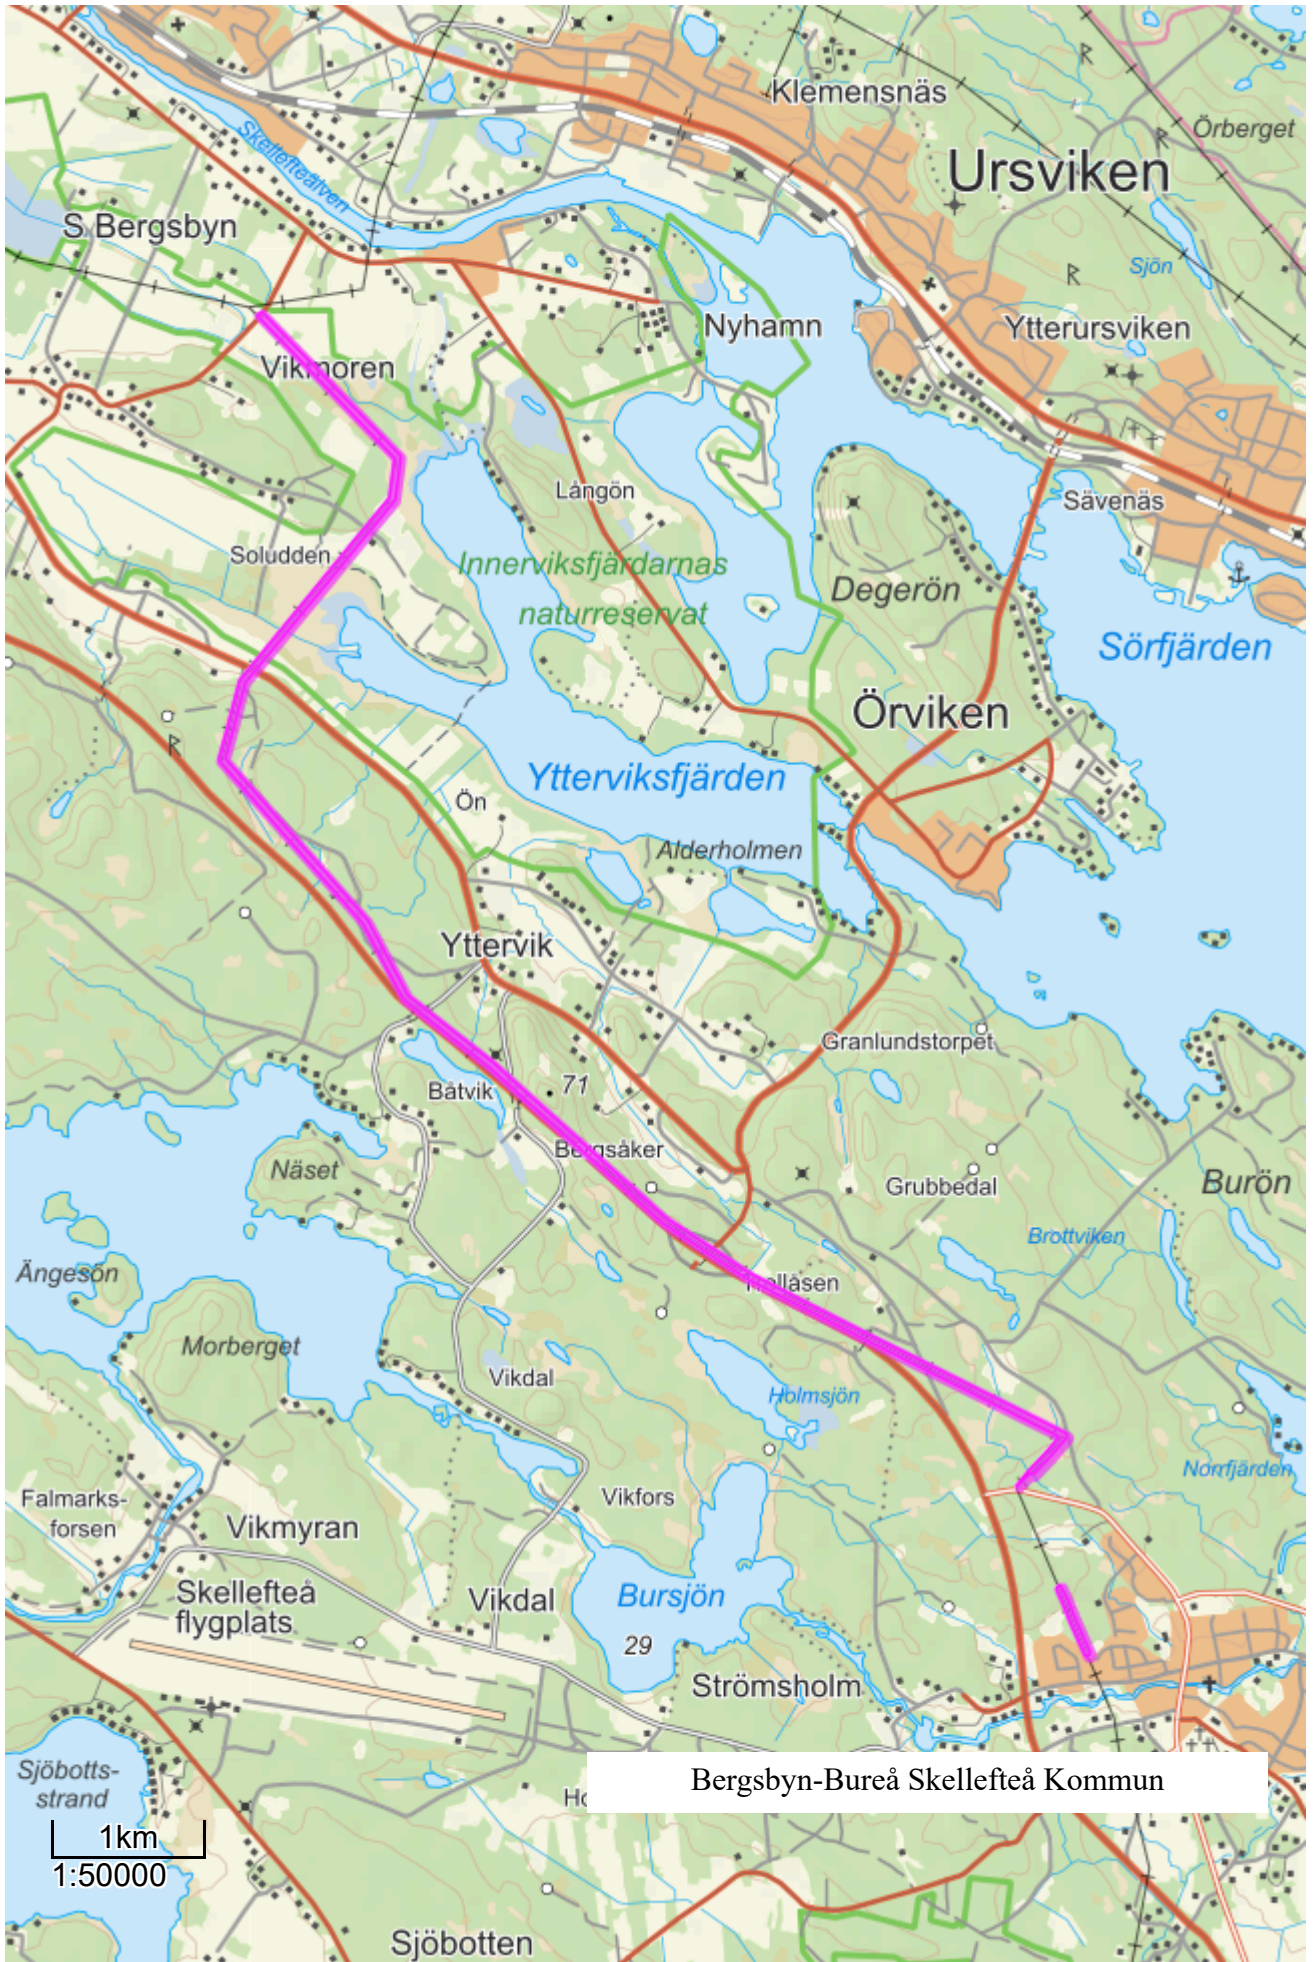 Klemensnäs
Örberget
Skellefteälven
Ursviken
S Bergsbyn
Sjön
Nyhamn
Ytterursviken
Vikmoren
Långön
Sävenäs
Soludden
Innerviksfjärdarnas
naturreservat
Degerön
Sörfjärden
Örviken
Ytterviksfjärden
Ön
Alderholmen
Yttervik
Granlundstorpet
Båtvik
71
Bergsåker
Näset
Grubbedal
Burön
Brottviken
Ängesön
Trollåsen
Morberget
Vikdal
Holmsjön
Norrfjärden
Falmarks-
forsen
Vikfors
Vikmyran
Skellefteå
flygplats
Vikdal
Bursjön
29
Strömsholm
Sjöbotts-
strand
Bergsbyn-Bureå Skellefteå Kommun
1km
1:50000
Sjöbotten